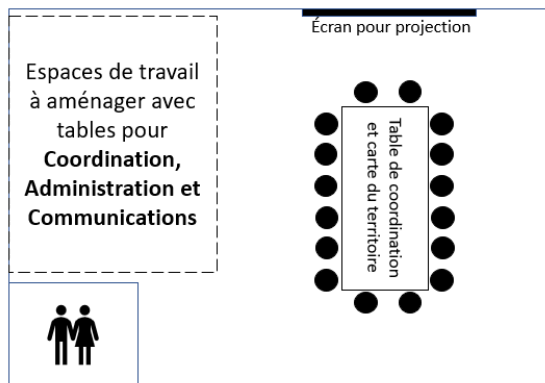 Écran pour projection
Espaces de travail
à aménager avec
tables pour
Coordination,
Administration et
Communications
Table de coordination
et carte du territoire